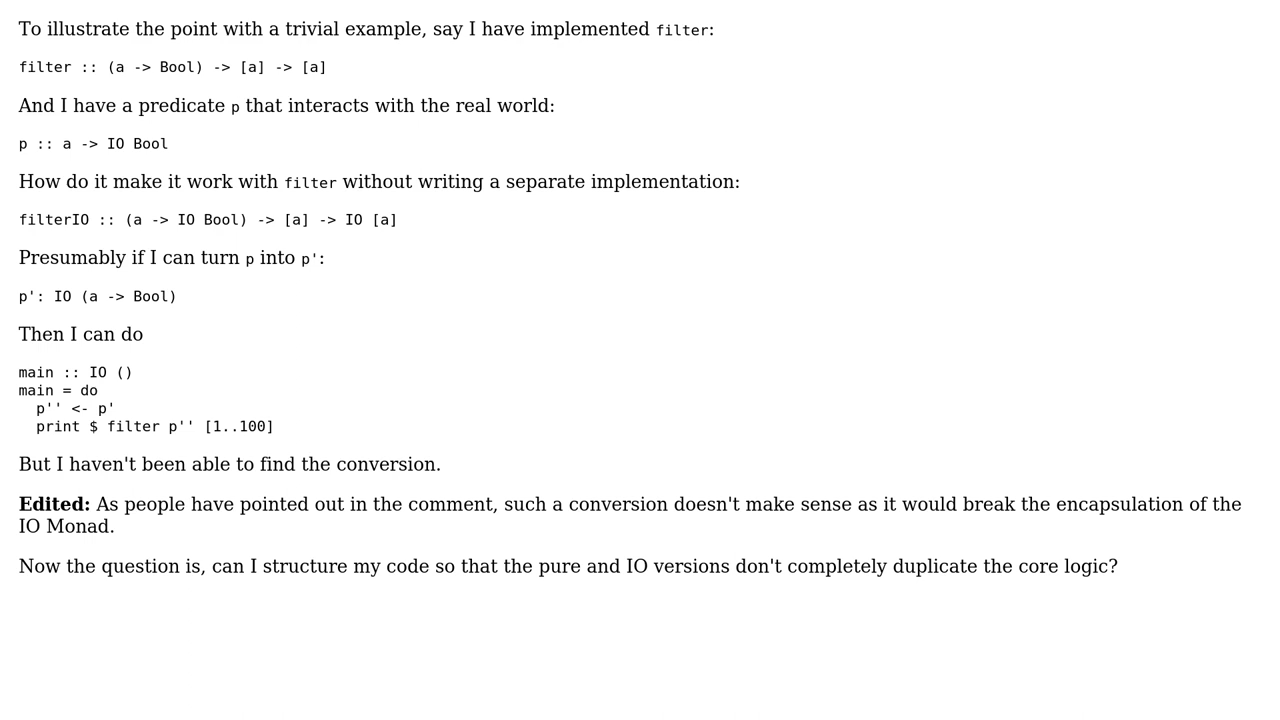 To illustrate the point with a trivial example, say I have implemented filter:
filter :: (a -> Bool) -> [a] -> [a]
And I have a predicate p that interacts with the real world:
p :: a -> IO Bool
How do it make it work with filter without writing a separate implementation:
filterIO :: (a -> IO Bool) -> [a] -> IO [a]
Presumably if I can turn p into p':
p': IO (a -> Bool)
Then I can do
main :: IO ()
main = do
  p'' <- p'
  print $ filter p'' [1..100]
But I haven't been able to find the conversion.
Edited: As people have pointed out in the comment, such a conversion doesn't make sense as it would break the encapsulation of the
IO Monad.
Now the question is, can I structure my code so that the pure and IO versions don't completely duplicate the core logic?